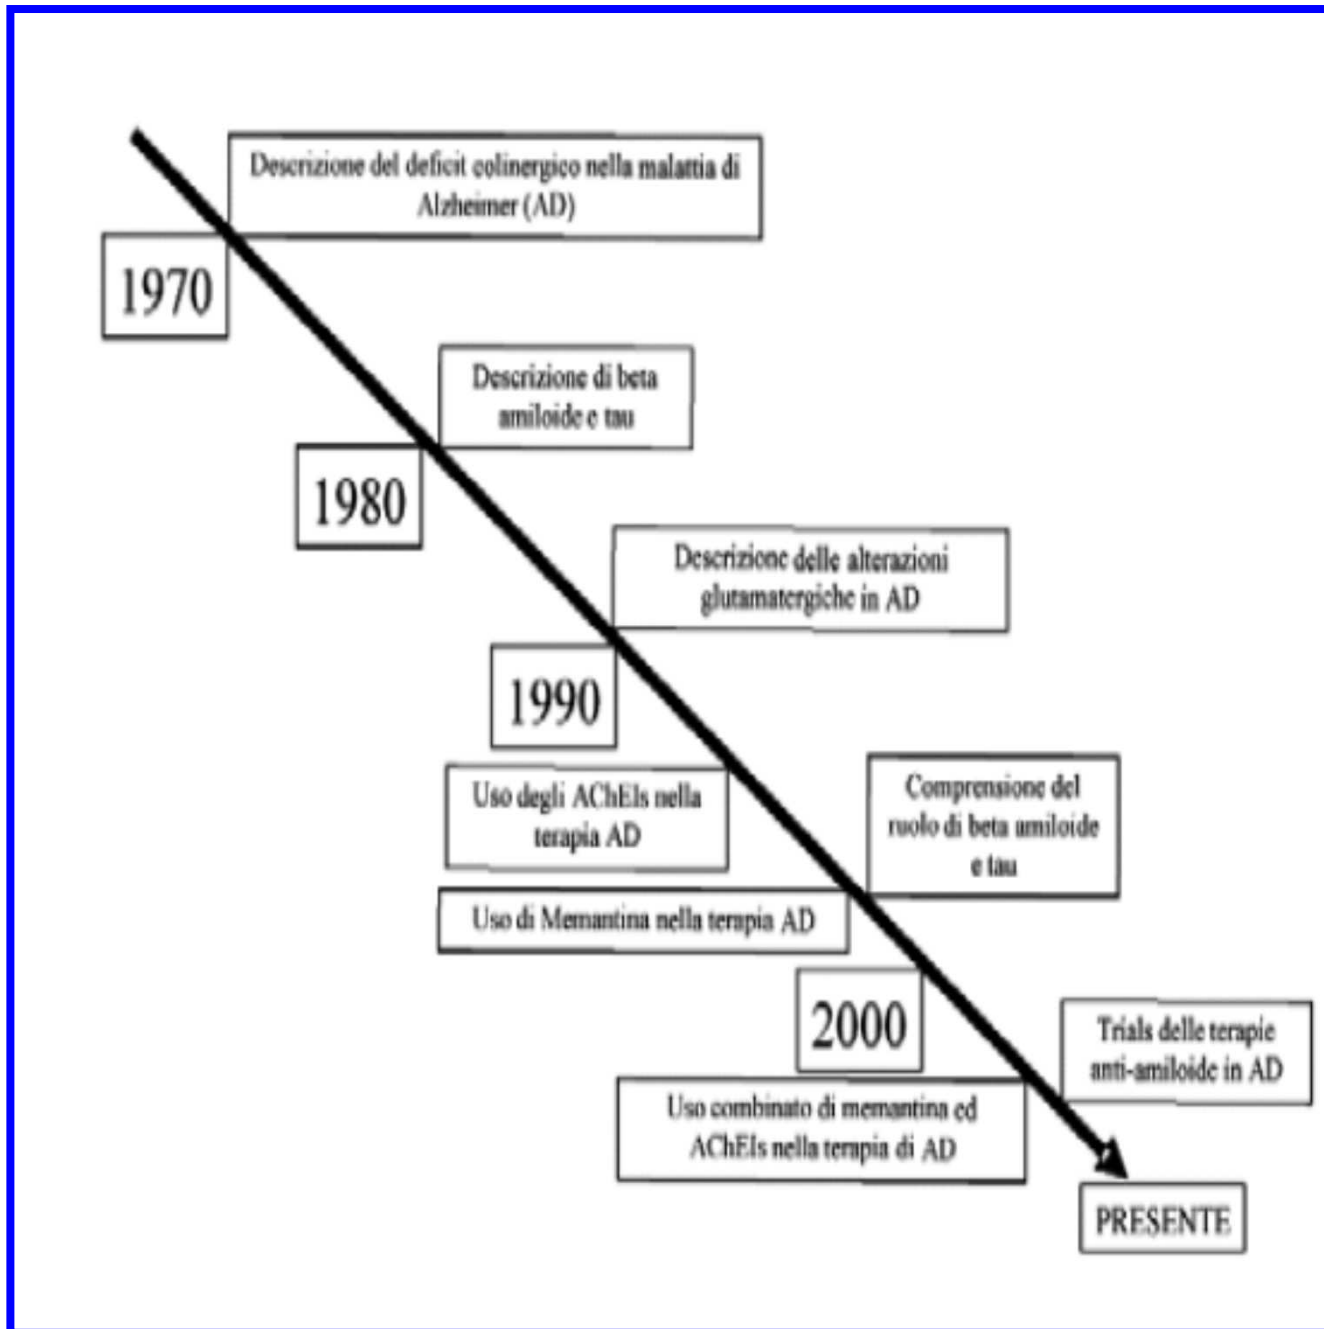 Descrizione del deficit colinergico nella malattia di
Alzheimer (AD)
1970
Descrizione di beta
amiloide e tau
1980
Descrizione delle alterazioni
glutamatergiche in AD
1990
Uso degli AChEIs nella
terapia AD
Comprensione del
ruolo di beta amiloide
e tau
Uso di Memantina nella terapia AD
2000
Trials delle terapie
anti-amiloide in AD
Uso combinato di memantina ed
AChEIs nella terapia di AD
PRESENTE